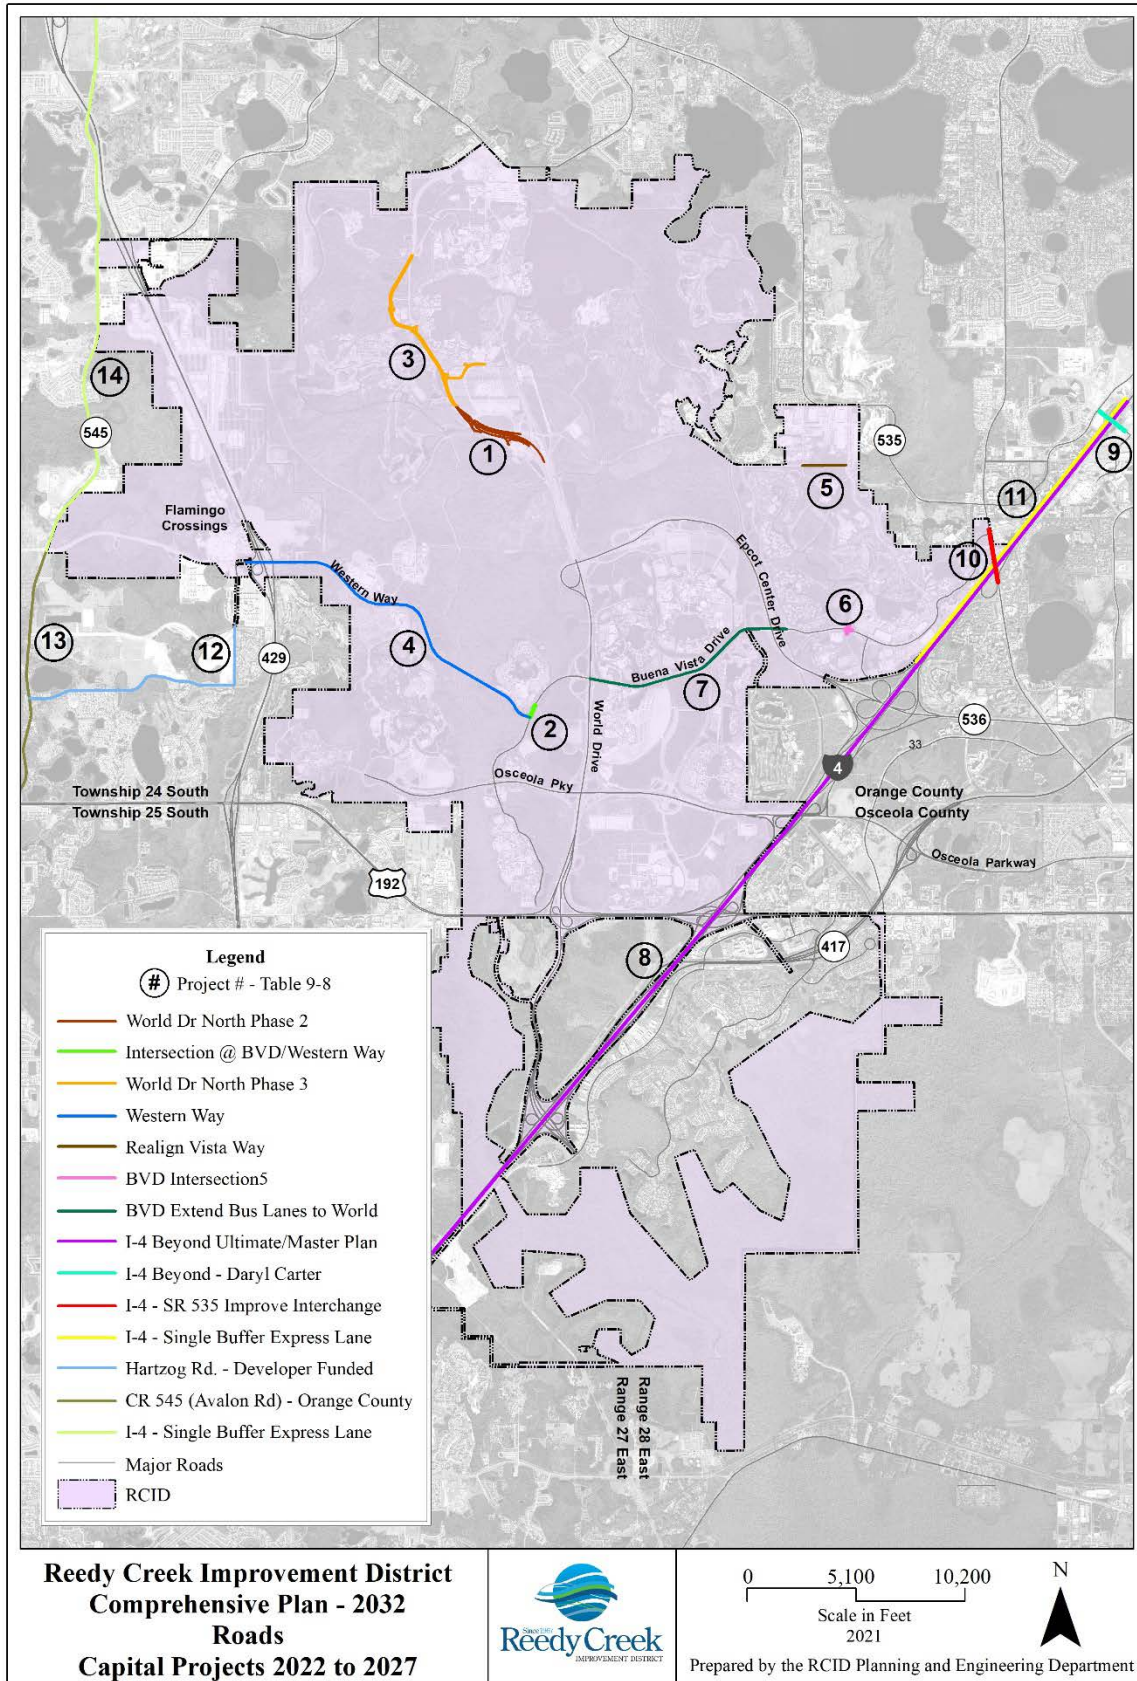 3
14
545
1
5
535
9
11
10
Flamingo
Crossings
Western Way
Epcot Center Drive
6
13
12
4
429
Buena Vista Drive
7
2
World Drive
536
33
4
Osceola Pky
Township 24 South
Township 25 South
Orange County
Osceola County
Osceola Parkway
192
417
8
Legend
# Project # - Table 9-8
World Dr North Phase 2
Intersection @ BVD/Western Way
World Dr North Phase 3
Western Way
Realign Vista Way
BVD Intersection5
BVD Extend Bus Lanes to World
I-4 Beyond Ultimate/Master Plan
I-4 Beyond - Daryl Carter
I-4 - SR 535 Improve Interchange
I-4 - Single Buffer Express Lane
Hartzog Rd. - Developer Funded
CR 545 (Avalon Rd) - Orange County
I-4 - Single Buffer Express Lane
Major Roads
RCID
Range 27 East
Range 28 East
Reedy Creek Improvement District
Comprehensive Plan - 2032
Roads
Capital Projects 2022 to 2027
Since 1967
Reedy Creek
IMPROVEMENT DISTRICT
0 5,100 10,200
Scale in Feet
2021
N
Prepared by the RCID Planning and Engineering Department